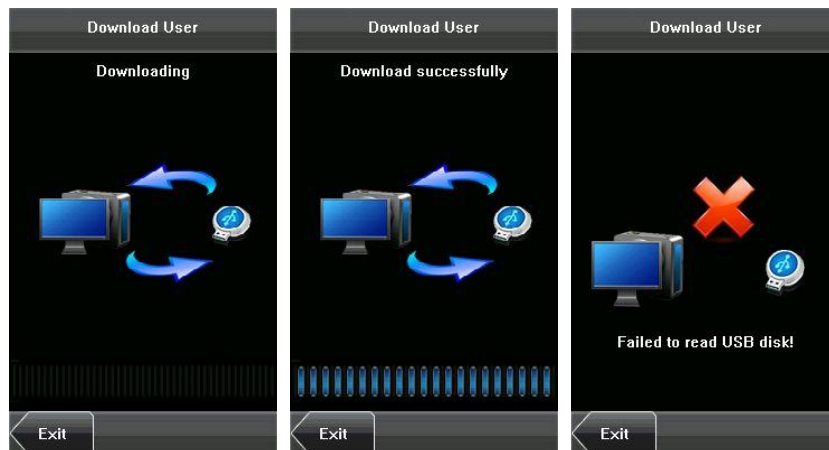 Download User
Downloading
Exit
Download User
Download successfully
Exit
Download User
Failed to read USB disk!
Exit